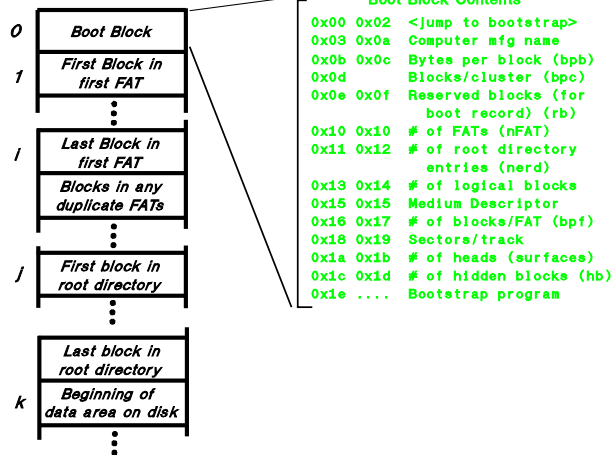 Boot Block Contents
0 Boot Block
1 First Block in
first FAT
i Last Block in
first FAT
Blocks in any
duplicate FATs
j First block in
root directory
Last block in
root directory
k Beginning of
data area on disk
0x00 0x02 <jump to bootstrap>
0x03 0x0a Computer mfg name
0x0b 0x0c Bytes per block (bpb)
0x0d Blocks/cluster (bpc)
0x0e 0x0f Reserved blocks (for
boot record) (rb)
0x10 0x10 # of FATs (nFAT)
0x11 0x12 # of root directory
entries (nerd)
0x13 0x14 # of logical blocks
0x15 0x15 Medium Descriptor
0x16 0x17 # of blocks/FAT (bpf)
0x18 0x19 Sectors/track
0x1a 0x1b # of heads (surfaces)
0x1c 0x1d # of hidden blocks (hb)
0x1e .... Bootstrap program